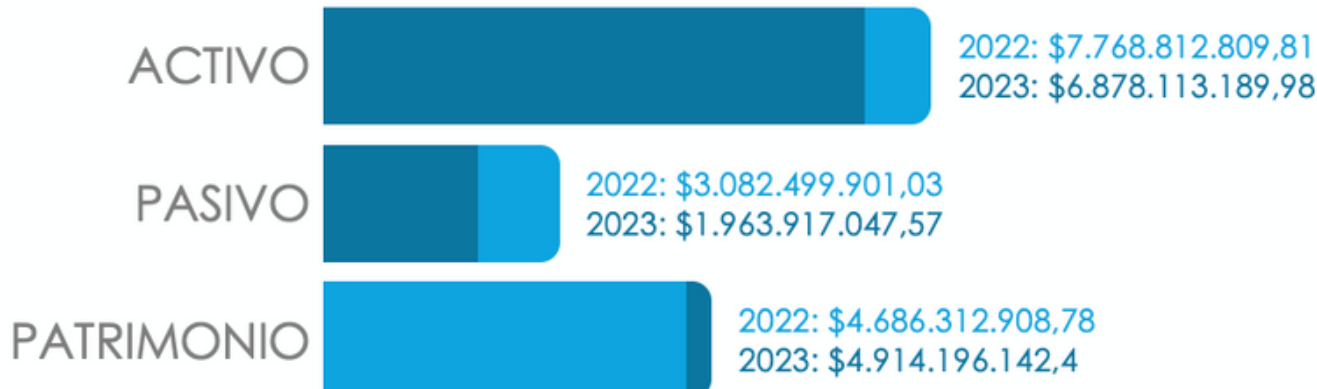 ACTIVO
2022: $7.768.812.809,81
2023: $6.878.113.189,98
PASIVO
2022: $3.082.499.901,03
2023: $1.963.917.047,57
PATRIMONIO
2022: $4.686.312.908,78
2023: $4.914.196.142,4